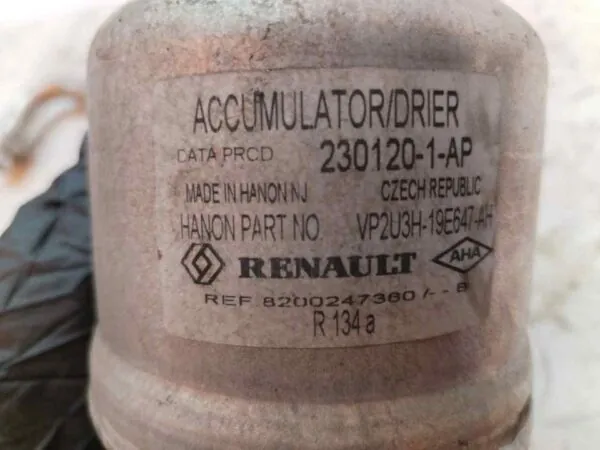 ACCUMULATOR/DRIER
DATA PRCD 230120-1-AP
MADE IN HANON NJ CZECH REPUBLIC
HANON PART NO. VP2U3H-19E647-AH
RENAULT AHA
REF 8200247360 /--B
R 134 a